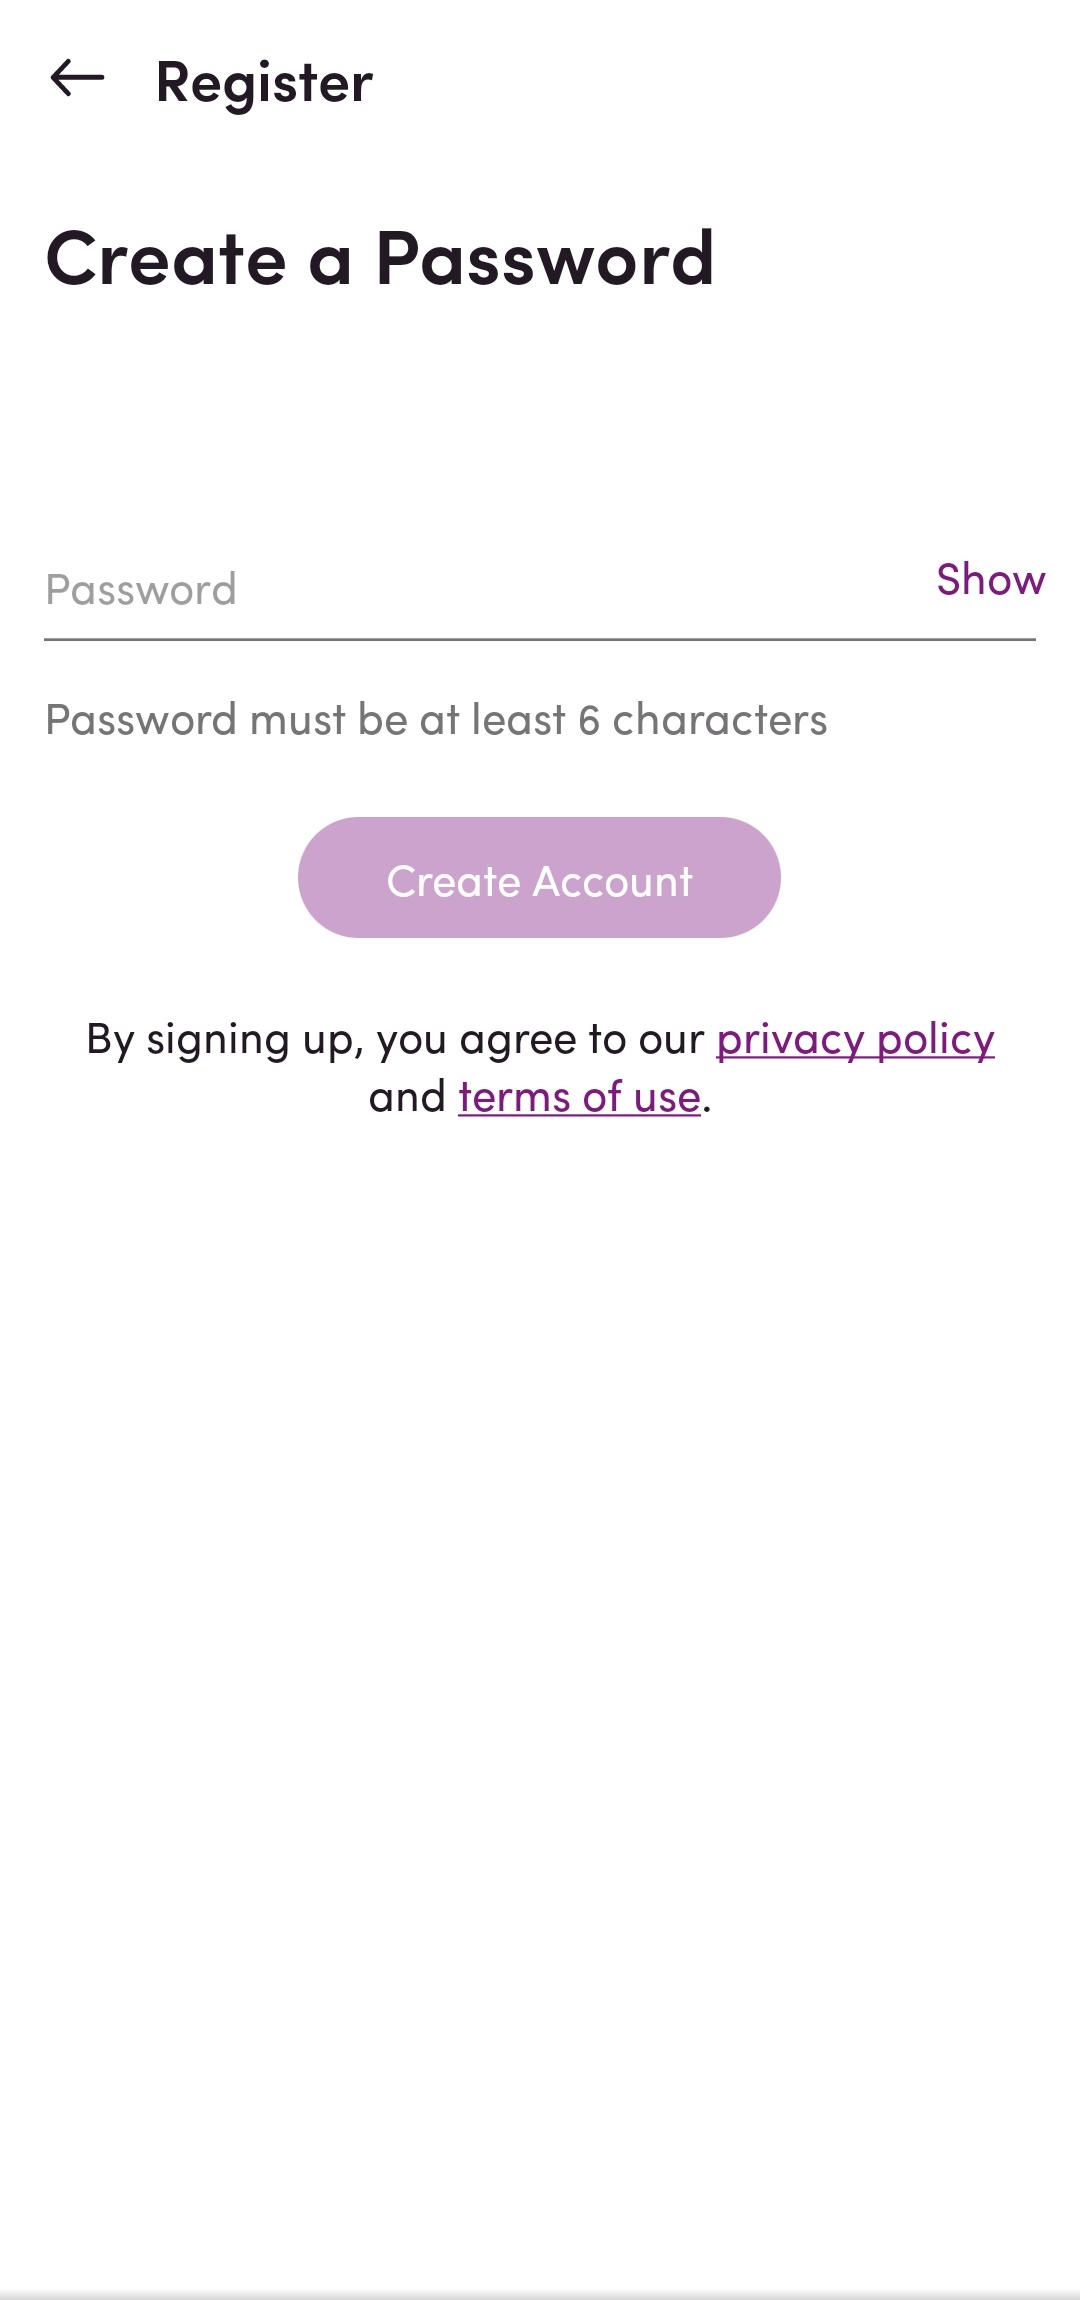 Register
Create a Password
Password
Show
Password must be at least 6 characters
Create Account
By signing up, you agree to our privacy policy
and terms of use.